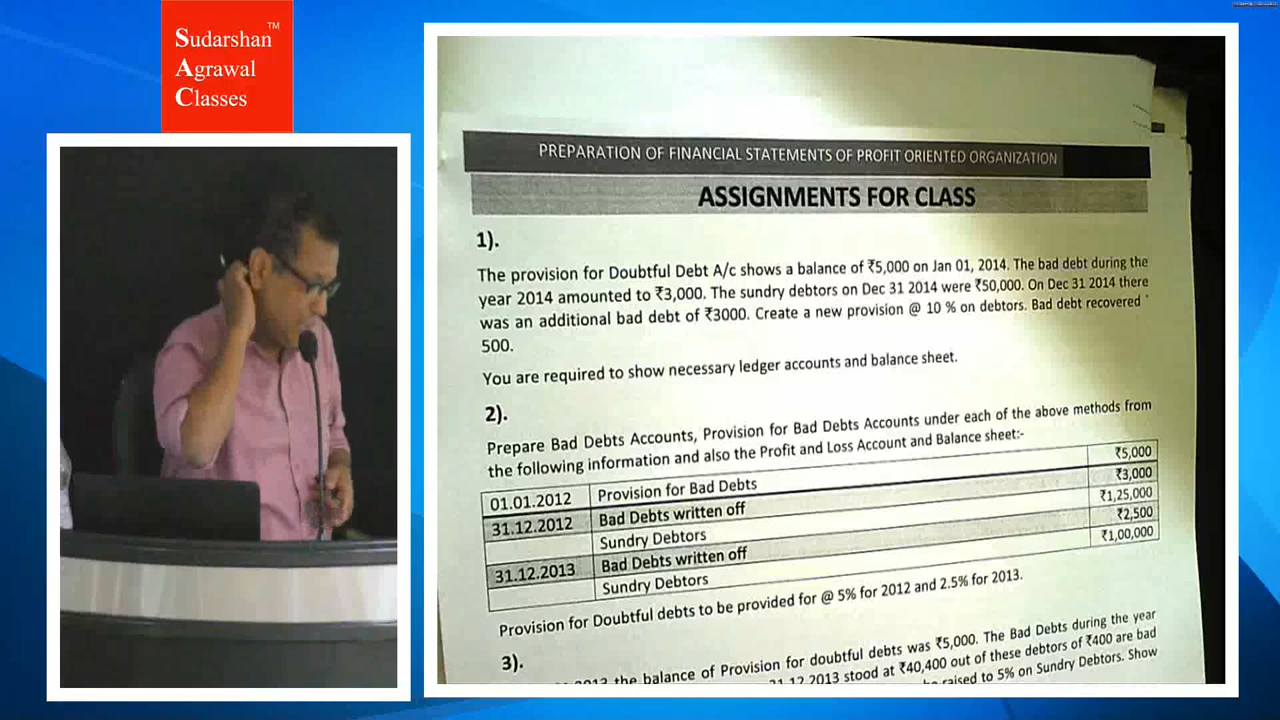 Sudarshan™
Agrawal
Classes
PREPARATION OF FINANCIAL STATEMENTS OF PROFIT ORIENTED ORGANIZATION
ASSIGNMENTS FOR CLASS
1).
The provision for Doubtful Debt A/c shows a balance of ₹5,000 on Jan 01, 2014. The bad debt during the
year 2014 amounted to ₹3,000. The sundry debtors on Dec 31 2014 were ₹50,000. On Dec 31 2014 there
was an additional bad debt of ₹3000. Create a new provision @ 10 % on debtors. Bad debt recovered
500.
You are required to show necessary ledger accounts and balance sheet.
2).
Prepare Bad Debts Accounts, Provision for Bad Debts Accounts under each of the above methods from
the following information and also the Profit and Loss Account and Balance sheet:-
01.01.2012 Provision for Bad Debts ₹5,000
31.12.2012 Bad Debts written off ₹3,000
Sundry Debtors ₹1,25,000
31.12.2013 Bad Debts written off ₹2,500
Sundry Debtors ₹1,00,000
Provision for Doubtful debts to be provided for @ 5% for 2012 and 2.5% for 2013.
3).
2013 the balance of Provision for doubtful debts was ₹5,000. The Bad Debts during the year
31.12.2013 stood at ₹40,400 out of these debtors of ₹400 are bad
raised to 5% on Sundry Debtors. Show